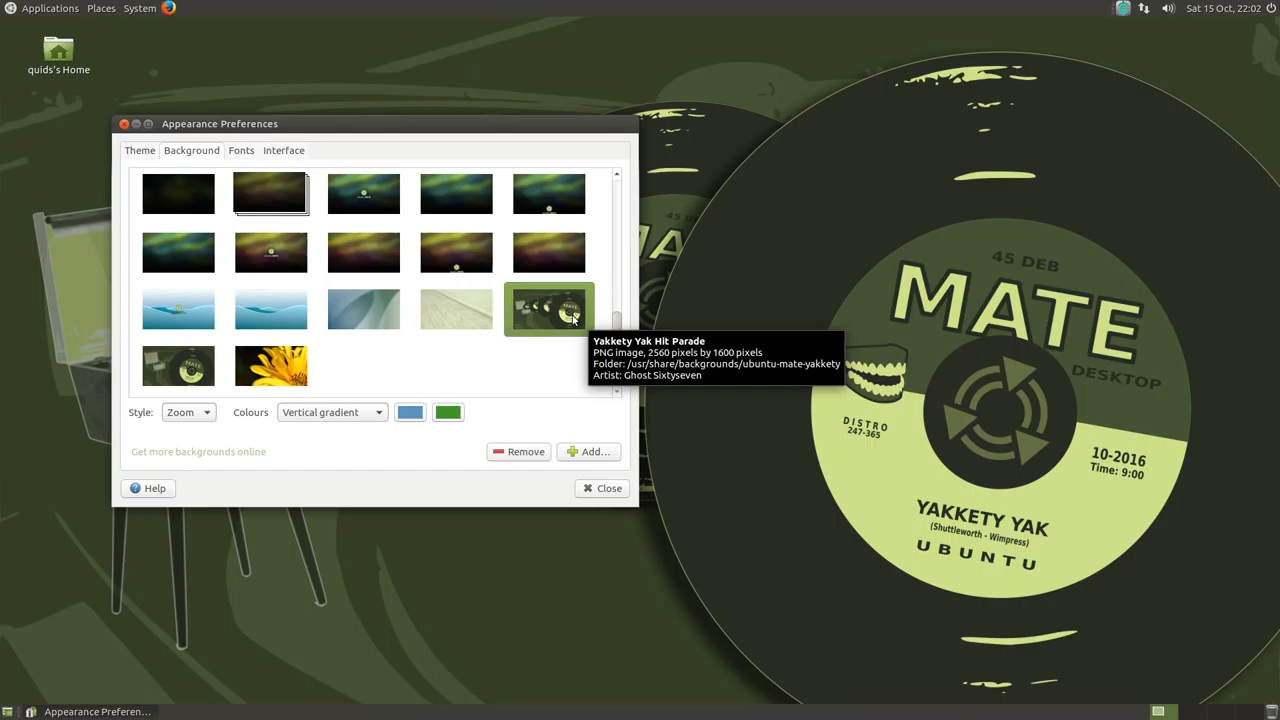 Applications Places System
Sat 15 Oct, 22:02
quids's Home
Appearance Preferences
Theme Background Fonts Interface
Yakkety Yak Hit Parade
PNG image, 2560 pixels by 1600 pixels
Folder: /usr/share/backgrounds/ubuntu-mate-yakkety
Artist: Ghost Sixtyseven
Style: Zoom Colours Vertical gradient
Get more backgrounds online
Remove Add...
Help Close
45 DEB
MATE
DESKTOP
DISTRO
247-365
10-2016
Time: 9:00
YAKKETY YAK
(Shuttleworth - Wimpress)
UBUNTU
Appearance Preferen...